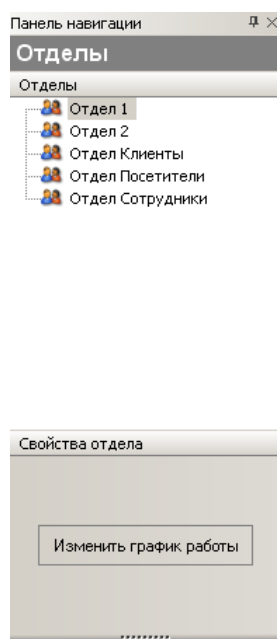 Панель навигации
Отделы
Отделы
Отдел 1
Отдел 2
Отдел Клиенты
Отдел Посетители
Отдел Сотрудники
Свойства отдела
Изменить график работы